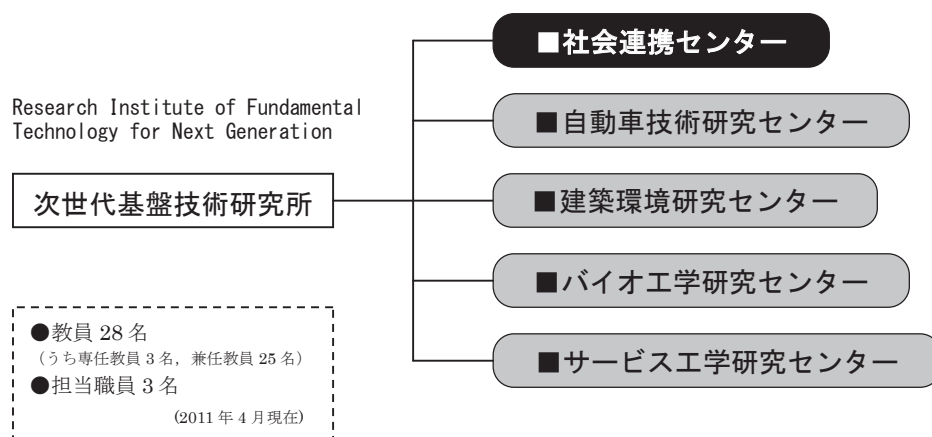 ■社会連携センター
Research Institute of Fundamental
Technology for Next Generation
■自動車技術研究センター
次世代基盤技術研究所
■建築環境研究センター
■バイオ工学研究センター
●教員 28 名
（うち専任教員 3 名，兼任教員 25 名）
●担当職員 3 名
(2011 年 4 月現在)
■サービス工学研究センター